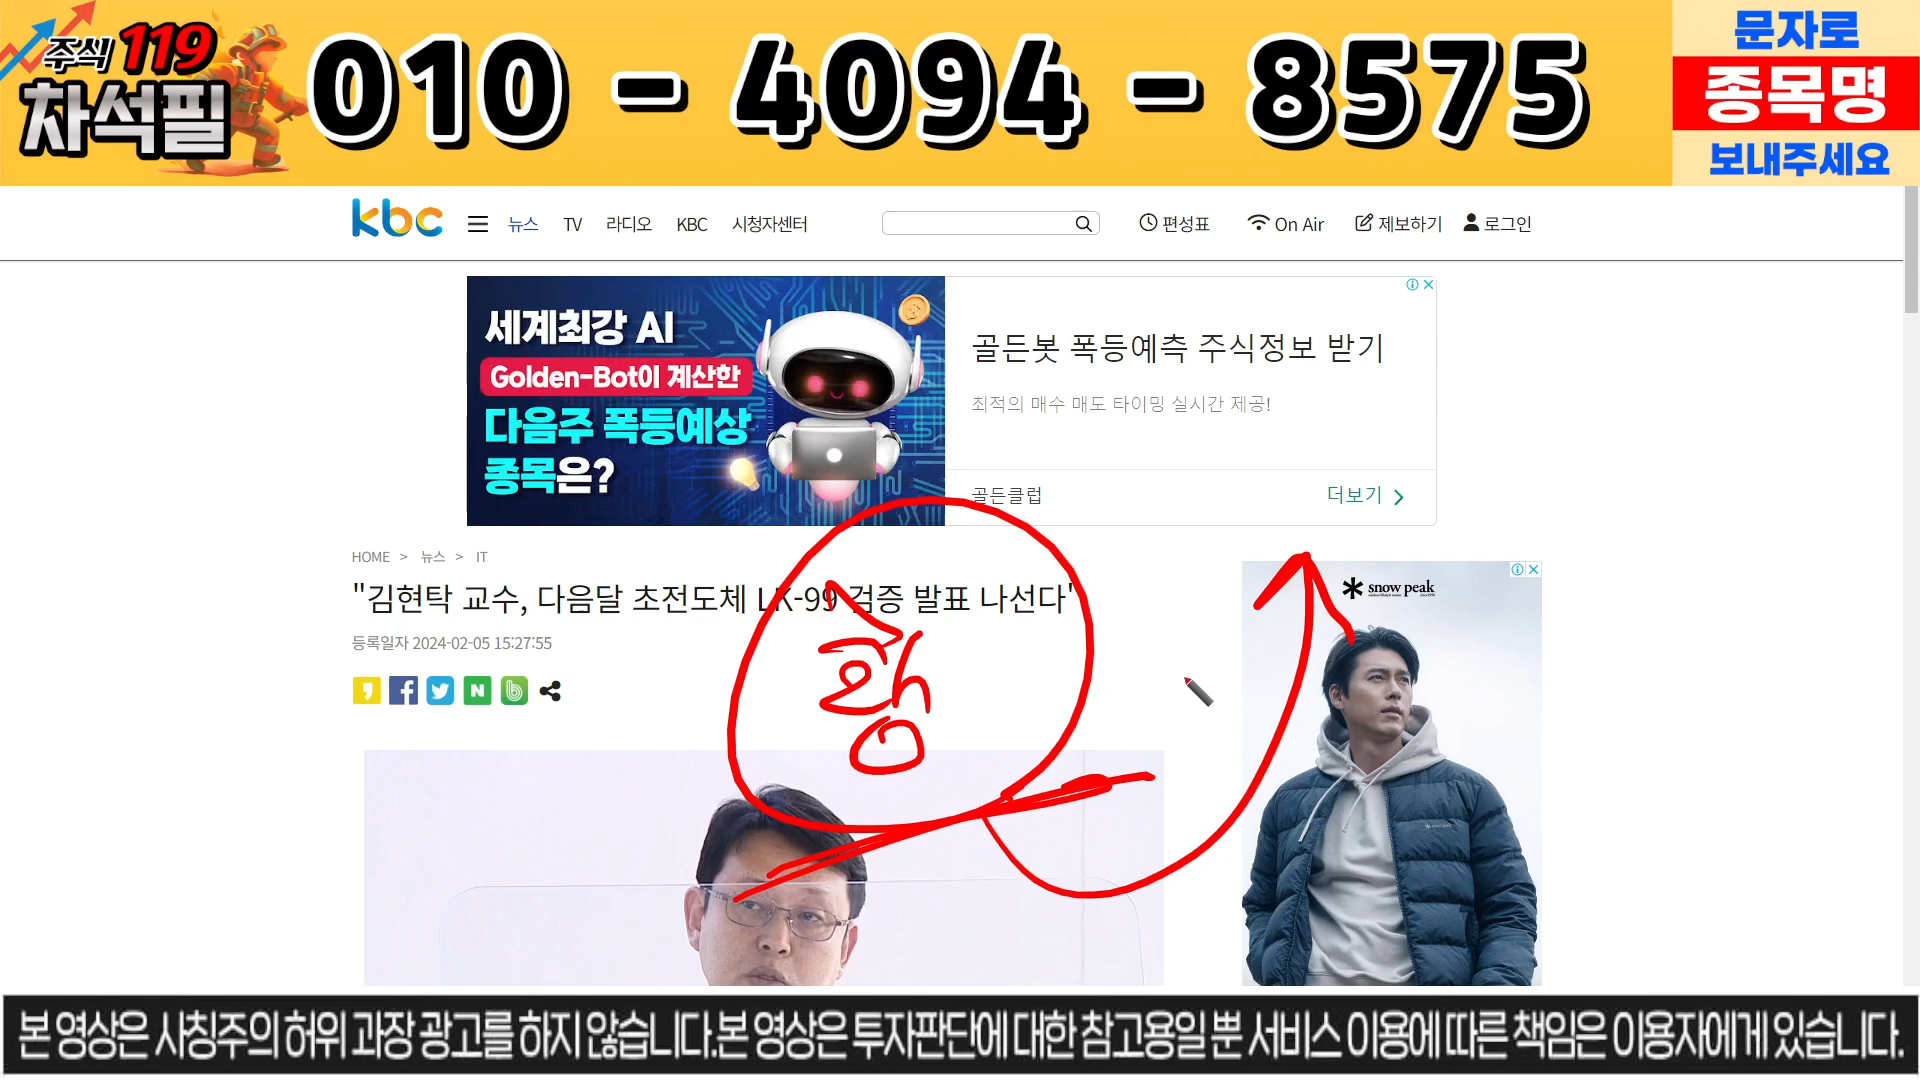 주식 119
차석필
010 - 4094 - 8575
문자로
종목명
보내주세요
kbc 뉴스 TV 라디오 KBC 시청자센터 편성표 On Air 제보하기 로그인
세계최강 AI
Golden-Bot이 계산한
다음주 폭등예상
종목은?
골든봇 폭등예측 주식정보 받기
최적의 매수 매도 타이밍 실시간 제공!
골든클럽 더보기
HOME > 뉴스 > IT
"김현탁 교수, 다음달 초전도체 LK-99 검증 발표 나선다"
등록일자 2024-02-05 15:27:55
snow peak
본 영상은 사칭주의 허위 과장 광고를 하지 않습니다.본 영상은 투자판단에 대한 참고용일 뿐 서비스 이용에 따른 책임은 이용자에게 있습니다.